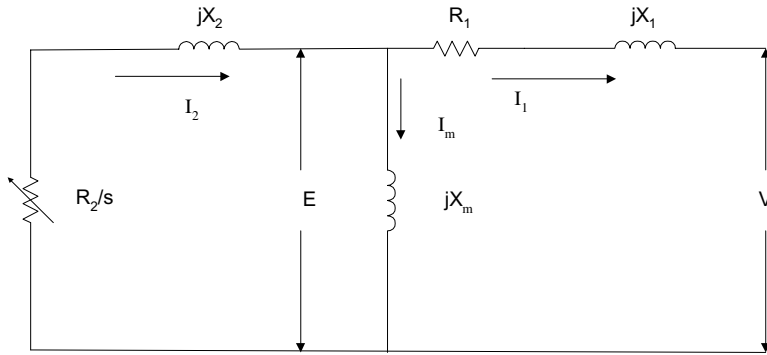 jX₂
R₁
jX₁
I₂
Iₘ
I₁
R₂/s
E
jXₘ
V